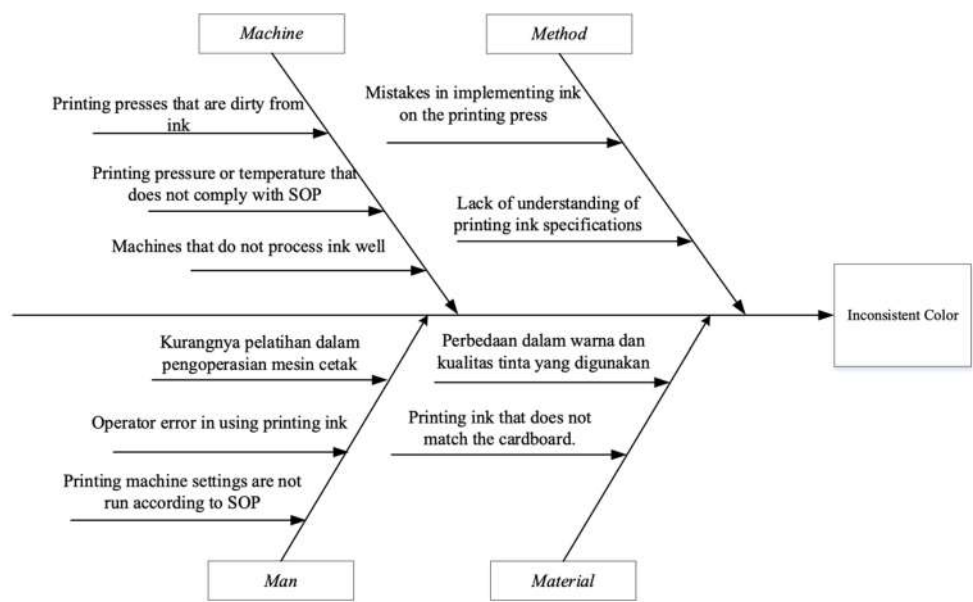 Machine
Method
Printing presses that are dirty from
ink
Mistakes in implementing ink
on the printing press
Printing pressure or temperature that
does not comply with SOP
Lack of understanding of
printing ink specifications
Machines that do not process ink well
Inconsistent Color
Kurangnya pelatihan dalam
pengoperasian mesin cetak
Perbedaan dalam warna dan
kualitas tinta yang digunakan
Operator error in using printing ink
Printing ink that does not
match the cardboard.
Printing machine settings are not
run according to SOP
Man
Material